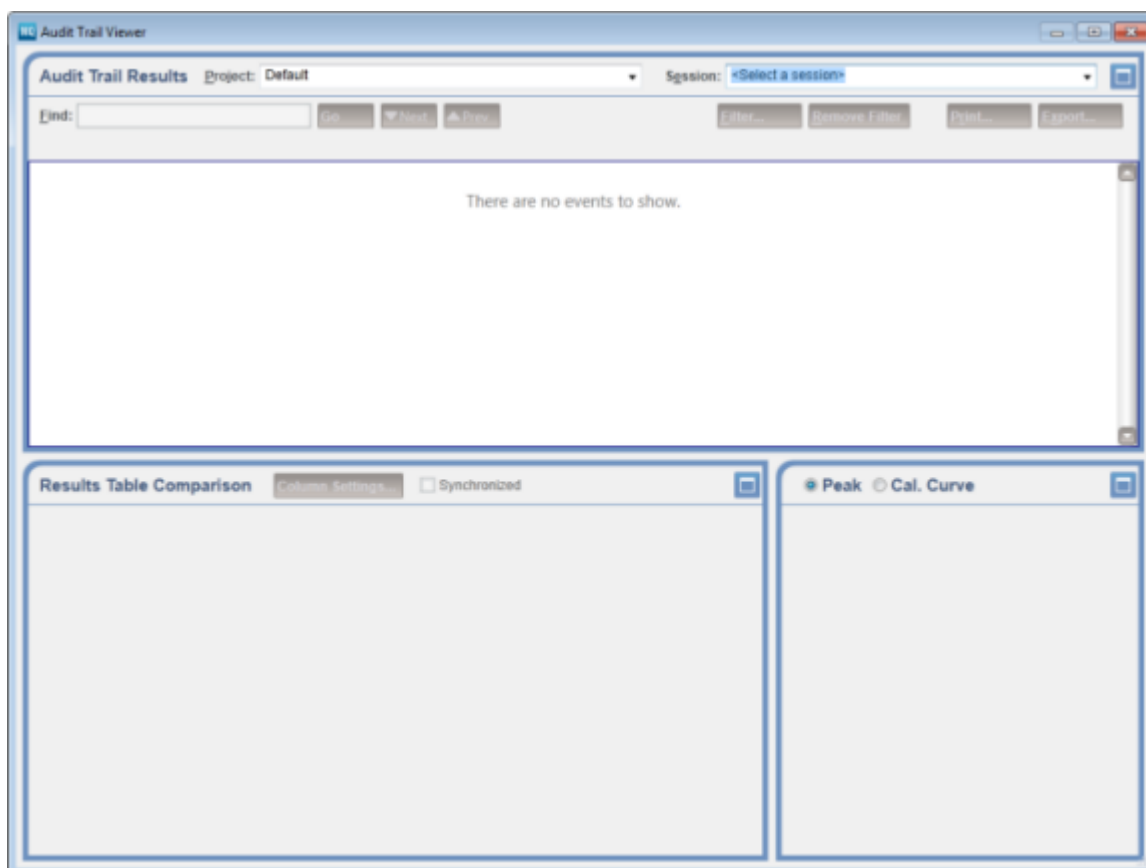 Audit Trail Viewer
Audit Trail Results Project: Default Session: <Select a session>
Find: Go Next Prev Filter... Remove Filter Print... Export...
There are no events to show.
Results Table Comparison Column Settings... Synchronized
Peak Cal. Curve